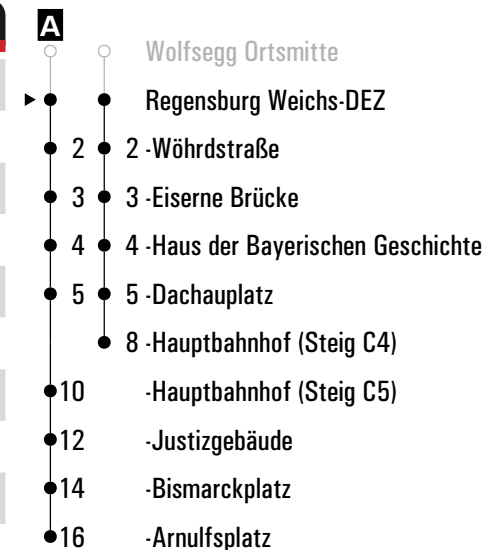 A
Wolfsegg Ortsmitte
Regensburg Weichs-DEZ
2 2 -Wöhrdstraße
3 3 -Eiserne Brücke
4 4 -Haus der Bayerischen Geschichte
5 5 -Dachauplatz
8 -Hauptbahnhof (Steig C4)
10 -Hauptbahnhof (Steig C5)
12 -Justizgebäude
14 -Bismarckplatz
16 -Arnulfsplatz